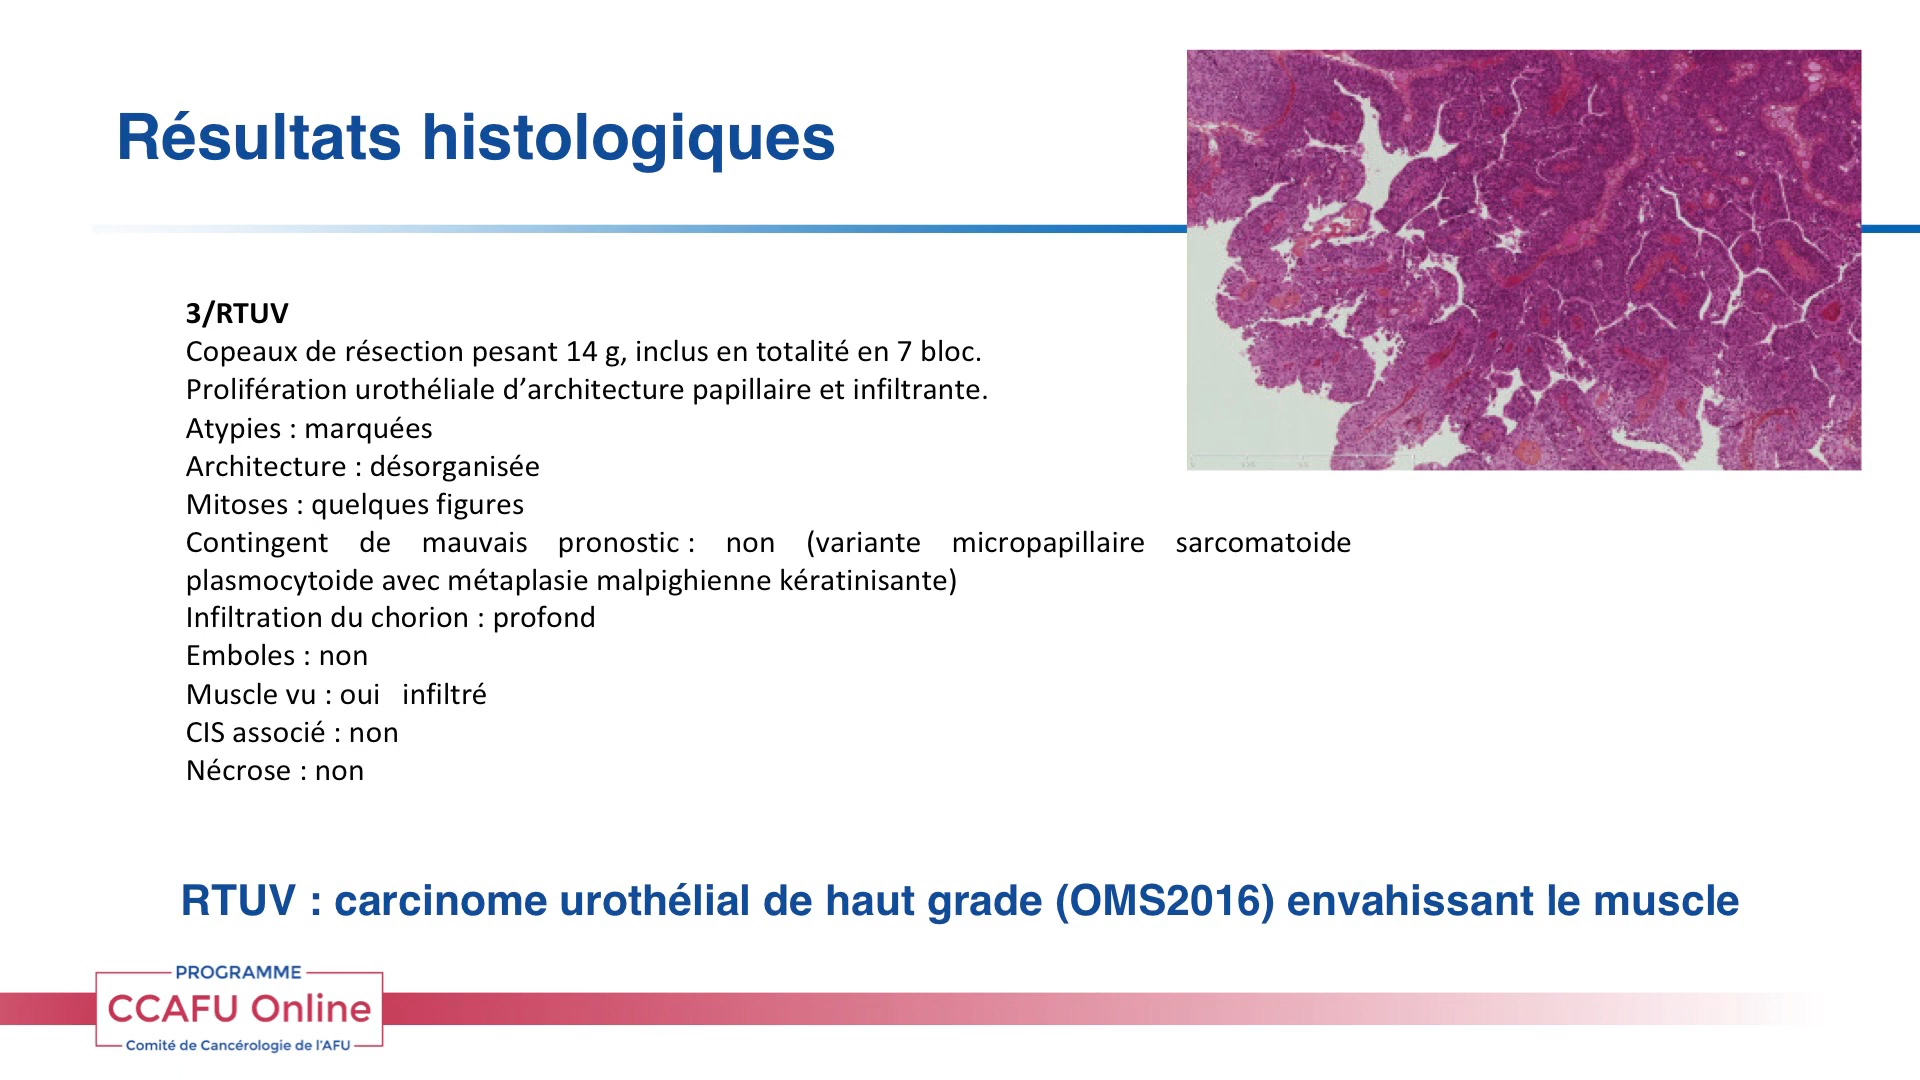 Résultats histologiques
3/RTUV
Copeaux de résection pesant 14 g, inclus en totalité en 7 bloc.
Prolifération urothéliale d’architecture papillaire et infiltrante.
Atypies : marquées
Architecture : désorganisée
Mitoses : quelques figures
Contingent de mauvais pronostic : non (variante micropapillaire sarcomatoide
plasmocytoide avec métaplasie malpighienne kératinisante)
Infiltration du chorion : profond
Emboles : non
Muscle vu : oui infiltré
CIS associé : non
Nécrose : non
RTUV : carcinome urothélial de haut grade (OMS2016) envahissant le muscle
PROGRAMME
CCAFU Online
Comité de Cancérologie de l’AFU